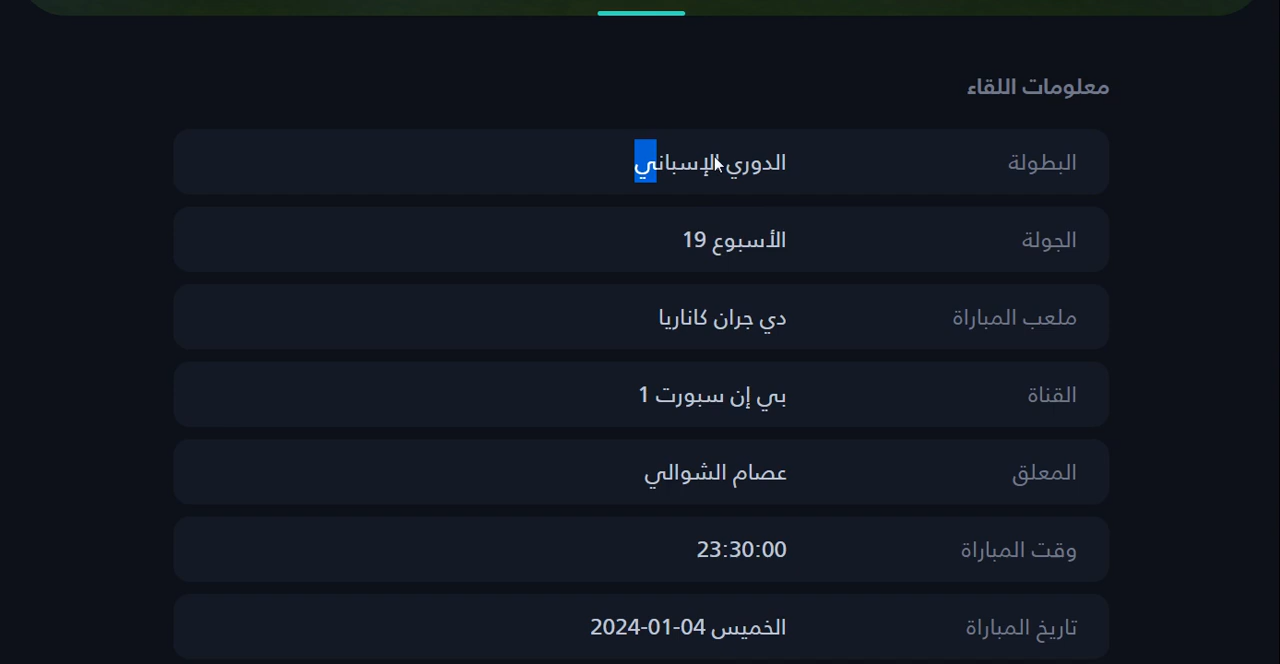 معلومات اللقاء
البطولة الدوري الإسباني
الجولة الأسبوع 19
ملعب المباراة دي جران كاناريا
القناة بي إن سبورت 1
المعلق عصام الشوالي
وقت المباراة 23:30:00
تاريخ المباراة الخميس 04-01-2024